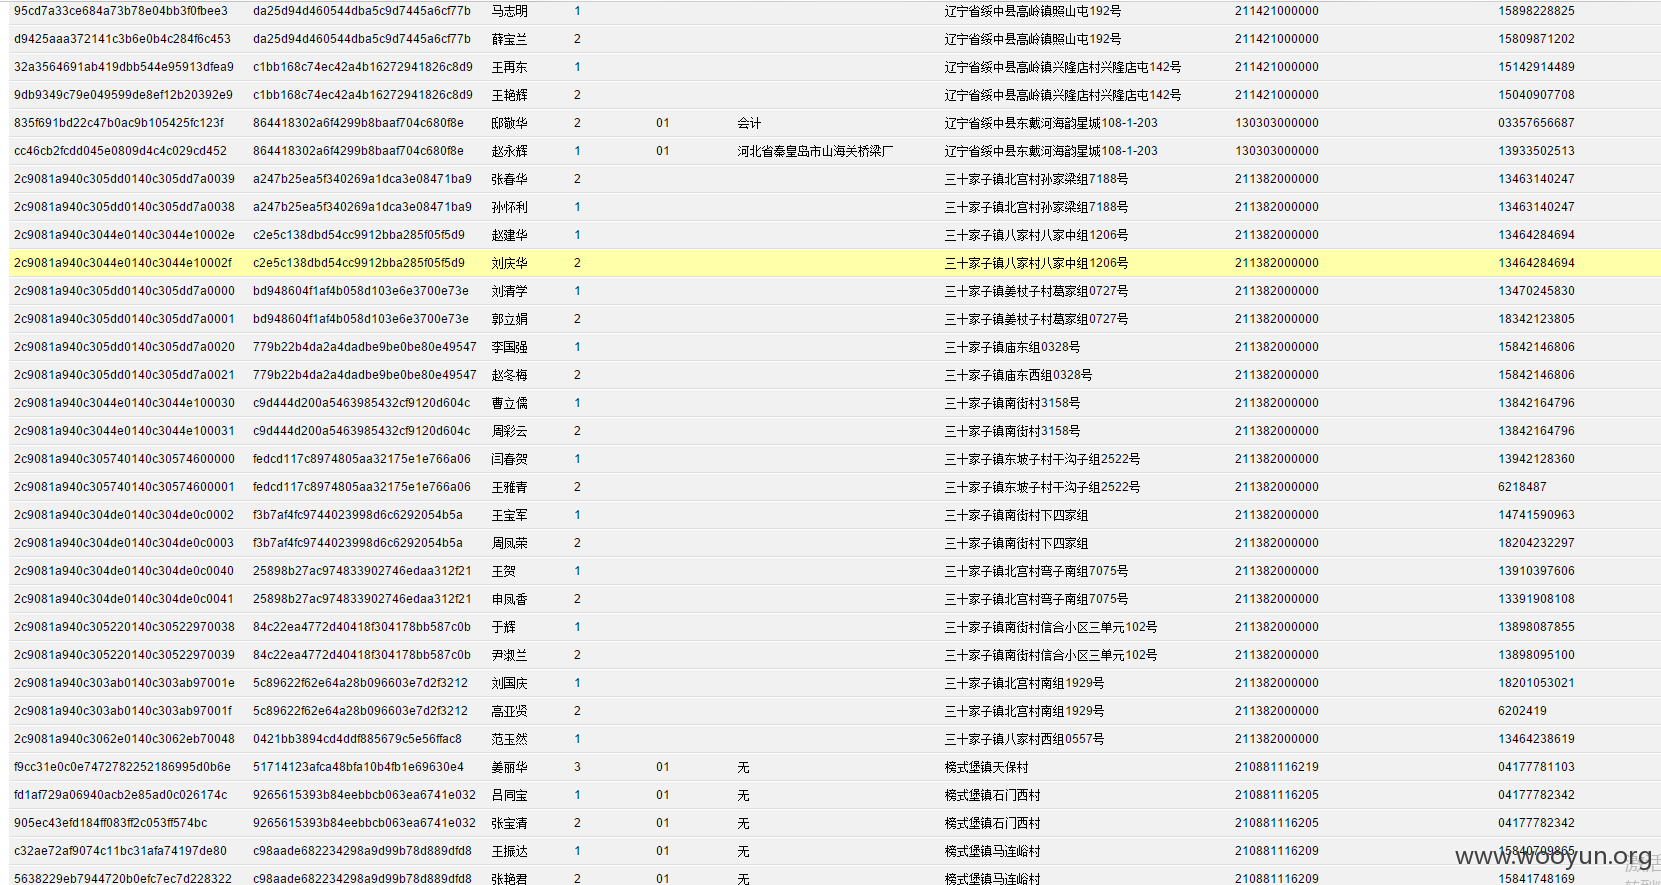 95cd7a33ce684a73b78e04bb3f0fbee3 da25d94d460544dba5c9d7445a6cf77b 马志明 1 辽宁省绥中县高岭镇照山屯192号 211421000000 15898228825
d9425aaa372141c3b6e0b4c284f6c453 da25d94d460544dba5c9d7445a6cf77b 薛宝兰 2 辽宁省绥中县高岭镇照山屯192号 211421000000 15809871202
32a3564691ab419dbb544e95913dfea9 c1bb168c74ec42a4b16272941826c8d9 王再东 1 辽宁省绥中县高岭镇兴隆店村兴隆店屯142号 211421000000 15142914489
9db9349c79e049599de8ef12b20392e9 c1bb168c74ec42a4b16272941826c8d9 王艳辉 2 辽宁省绥中县高岭镇兴隆店村兴隆店屯142号 211421000000 15040907708
835f691bd22c47b0ac9b105425fc123f 864418302a6f4299b8baaf704c680f8e 邸敬华 2 01 会计 辽宁省绥中县东戴河海韵星城108-1-203 130303000000 03357656687
cc46cb2fcdd045e0809d4c4c029cd452 864418302a6f4299b8baaf704c680f8e 赵永辉 1 01 河北省秦皇岛市山海关桥梁厂 辽宁省绥中县东戴河海韵星城108-1-203 130303000000 13933502513
2c9081a940c305dd0140c305dd7a0039 a247b25ea5f340269a1dca3e08471ba9 张春华 2 三十家子镇北宫村孙家梁组7188号 211382000000 13463140247
2c9081a940c305dd0140c305dd7a0038 a247b25ea5f340269a1dca3e08471ba9 孙怀利 1 三十家子镇北宫村孙家梁组7188号 211382000000 13463140247
2c9081a940c3044e0140c3044e10002e c2e5c138dbd54cc9912bba285f05f5d9 赵建华 1 三十家子镇八家村八家中组1206号 211382000000 13464284694
2c9081a940c3044e0140c3044e10002f c2e5c138dbd54cc9912bba285f05f5d9 刘庆华 2 三十家子镇八家村八家中组1206号 211382000000 13464284694
2c9081a940c305dd0140c305dd7a0000 bd948604f1af4b058d103e6e3700e73e 刘清学 1 三十家子镇姜杖子村葛家组0727号 211382000000 13470245830
2c9081a940c305dd0140c305dd7a0001 bd948604f1af4b058d103e6e3700e73e 郭立娟 2 三十家子镇姜杖子村葛家组0727号 211382000000 18342123805
2c9081a940c305dd0140c305dd7a0020 779b22b4da2a4dadbe9be0be80e49547 李国强 1 三十家子镇庙东组0328号 211382000000 15842146806
2c9081a940c305dd0140c305dd7a0021 779b22b4da2a4dadbe9be0be80e49547 赵冬梅 2 三十家子镇庙东西组0328号 211382000000 15842146806
2c9081a940c3044e0140c3044e100030 c9d444d200a5463985432cf9120d604c 曹立儒 1 三十家子镇南街村3158号 211382000000 13842164796
2c9081a940c3044e0140c3044e100031 c9d444d200a5463985432cf9120d604c 周彩云 2 三十家子镇南街村3158号 211382000000 13842164796
2c9081a940c305740140c30574600000 fedcd117c8974805aa32175e1e766a06 闫春贺 1 三十家子镇东坡子村干沟子组2522号 211382000000 13942128360
2c9081a940c305740140c30574600001 fedcd117c8974805aa32175e1e766a06 王雅青 2 三十家子镇东坡子村干沟子组2522号 211382000000 6218487
2c9081a940c304de0140c304de0c0002 f3b7af4fc9744023998d6c6292054b5a 王宝军 1 三十家子镇南街村下四家组 211382000000 14741590963
2c9081a940c304de0140c304de0c0003 f3b7af4fc9744023998d6c6292054b5a 周凤荣 2 三十家子镇南街村下四家组 211382000000 18204232297
2c9081a940c304de0140c304de0c0040 25898b27ac974833902746edaa312f21 王贺 1 三十家子镇北宫村弯子南组7075号 211382000000 13910397606
2c9081a940c304de0140c304de0c0041 25898b27ac974833902746edaa312f21 申凤香 2 三十家子镇北宫村弯子南组7075号 211382000000 13391908108
2c9081a940c305220140c30522970038 84c22ea4772d40418f304178bb587c0b 于辉 1 三十家子镇南街村信合小区三单元102号 211382000000 13898087855
2c9081a940c305220140c30522970039 84c22ea4772d40418f304178bb587c0b 尹淑兰 2 三十家子镇南街村信合小区三单元102号 211382000000 13898095100
2c9081a940c303ab0140c303ab97001e 5c89622f62e64a28b096603e7d2f3212 刘国庆 1 三十家子镇北宫村南组1929号 211382000000 18201053021
2c9081a940c303ab0140c303ab97001f 5c89622f62e64a28b096603e7d2f3212 高亚贤 2 三十家子镇北宫村南组1929号 211382000000 6202419
2c9081a940c3062e0140c3062eb70048 0421bb3894cd4ddf885679c5e56ffac8 范玉然 1 三十家子镇八家村西组0557号 211382000000 13464238619
f9cc31e0c0e7472782252186995d0b6e 51714123afca48bfa10b4fb1e69630e4 姜丽华 3 01 无 榜式堡镇天保村 210881116219 04177781103
fd1af729a06940acb2e85ad0c026174c 9265615393b84eebbcb063ea6741e032 吕同宝 1 01 无 榜式堡镇石门西村 210881116205 04177782342
905ec43efd184ff083ff2c053ff574bc 9265615393b84eebbcb063ea6741e032 张宝清 2 01 无 榜式堡镇石门西村 210881116205 04177782342
c32ae72af9074c11bc31afa74197de80 c98aade682234298a9d99b78d889dfd8 王振达 1 01 无 榜式堡镇马连峪村 210881116209 15840709865
www.wooyun.org
5638229eb7944720b0efc7ec7d228322 c98aade682234298a9d99b78d889dfd8 张艳君 2 01 无 榜式堡镇马连峪村 210881116209 15841748169